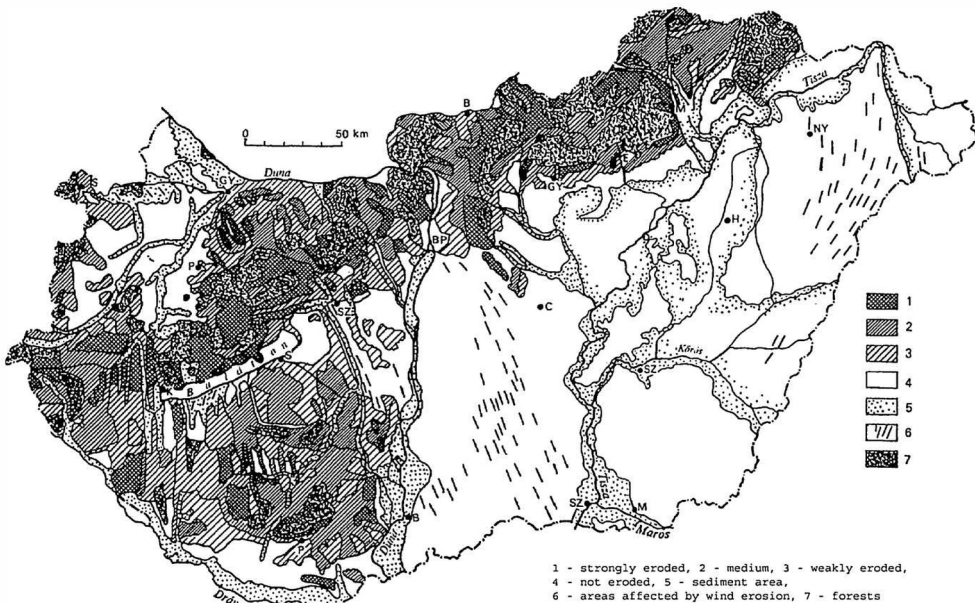 B
Tisza
NY
0 50 km
Duna
E
GY
H
BP
P
C
SZ
1
2
3
4
5
6
7
Körös
SZ
S
Balaton
K
SZ
M
B
Maros
P
Dráv
1 - strongly eroded, 2 - medium, 3 - weakly eroded,
4 - not eroded, 5 - sediment area,
6 - areas affected by wind erosion, 7 - forests